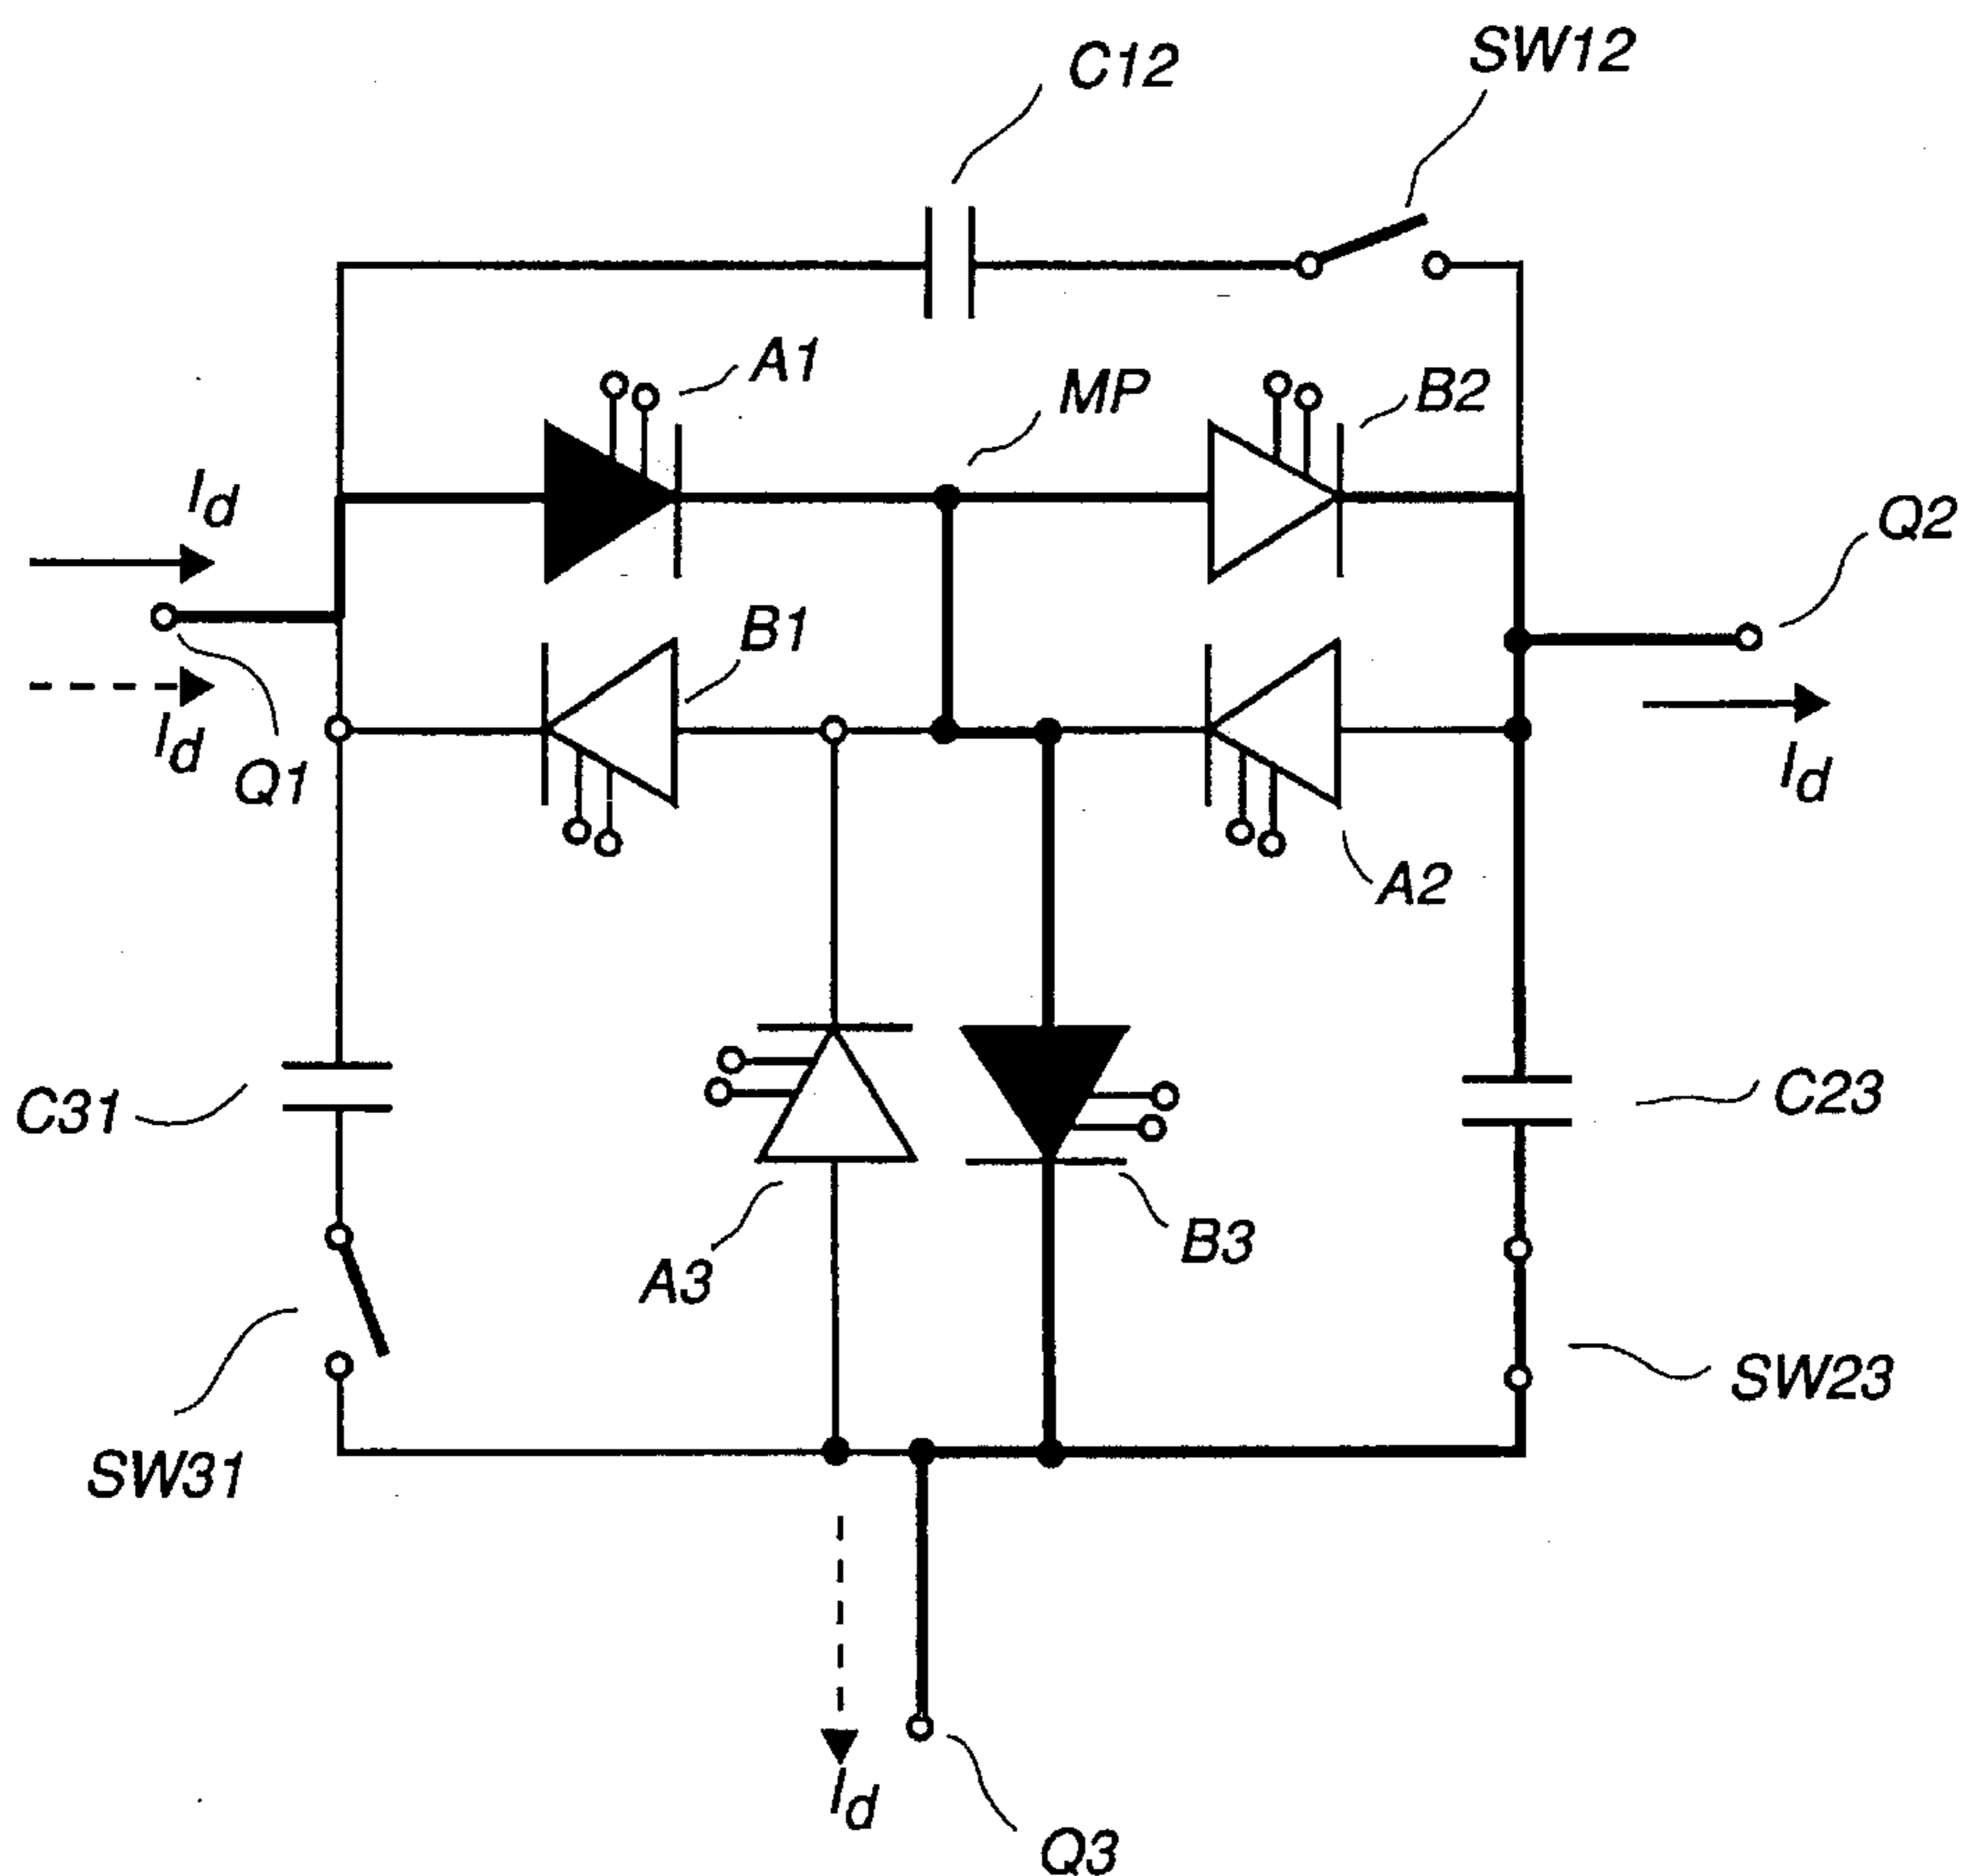 SW12
C12
A1
MP
B2
Id
Q2
B1
Id
Q1
Id
A2
C31
C23
B3
A3
SW23
SW31
Id
Q3